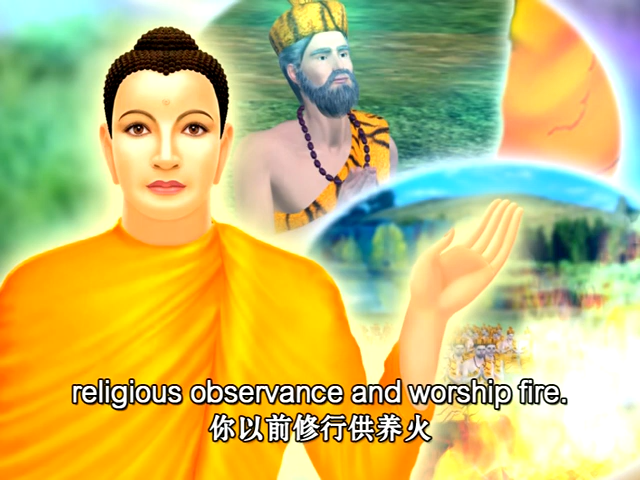 religious observance and worship fire.
你以前修行供养火